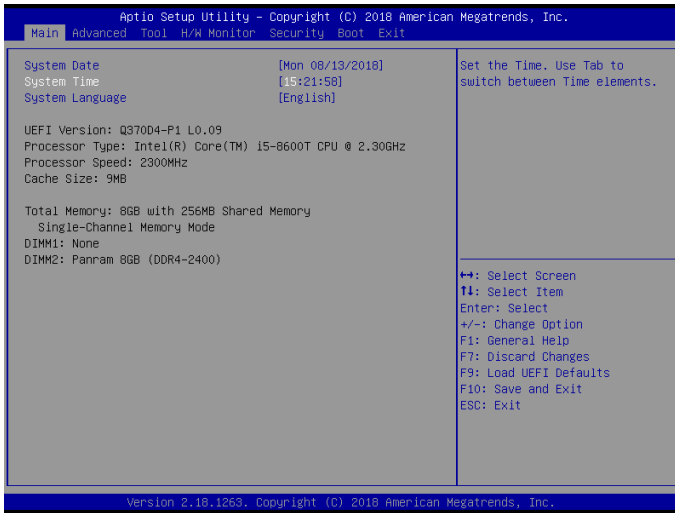 Aptio Setup Utility – Copyright (C) 2018 American Megatrends, Inc.
Main Advanced Tool H/W Monitor Security Boot Exit
System Date [Mon 08/13/2018]
System Time [15:21:58]
System Language [English]
UEFI Version: Q370D4-P1 L0.09
Processor Type: Intel(R) Core(TM) i5-8600T CPU @ 2.30GHz
Processor Speed: 2300MHz
Cache Size: 9MB
Total Memory: 8GB with 256MB Shared Memory
Single-Channel Memory Mode
DIMM1: None
DIMM2: Panram 8GB (DDR4-2400)
Set the Time. Use Tab to
switch between Time elements.
↔: Select Screen
↑↓: Select Item
Enter: Select
+/-: Change Option
F1: General Help
F7: Discard Changes
F9: Load UEFI Defaults
F10: Save and Exit
ESC: Exit
Version 2.18.1263. Copyright (C) 2018 American Megatrends, Inc.